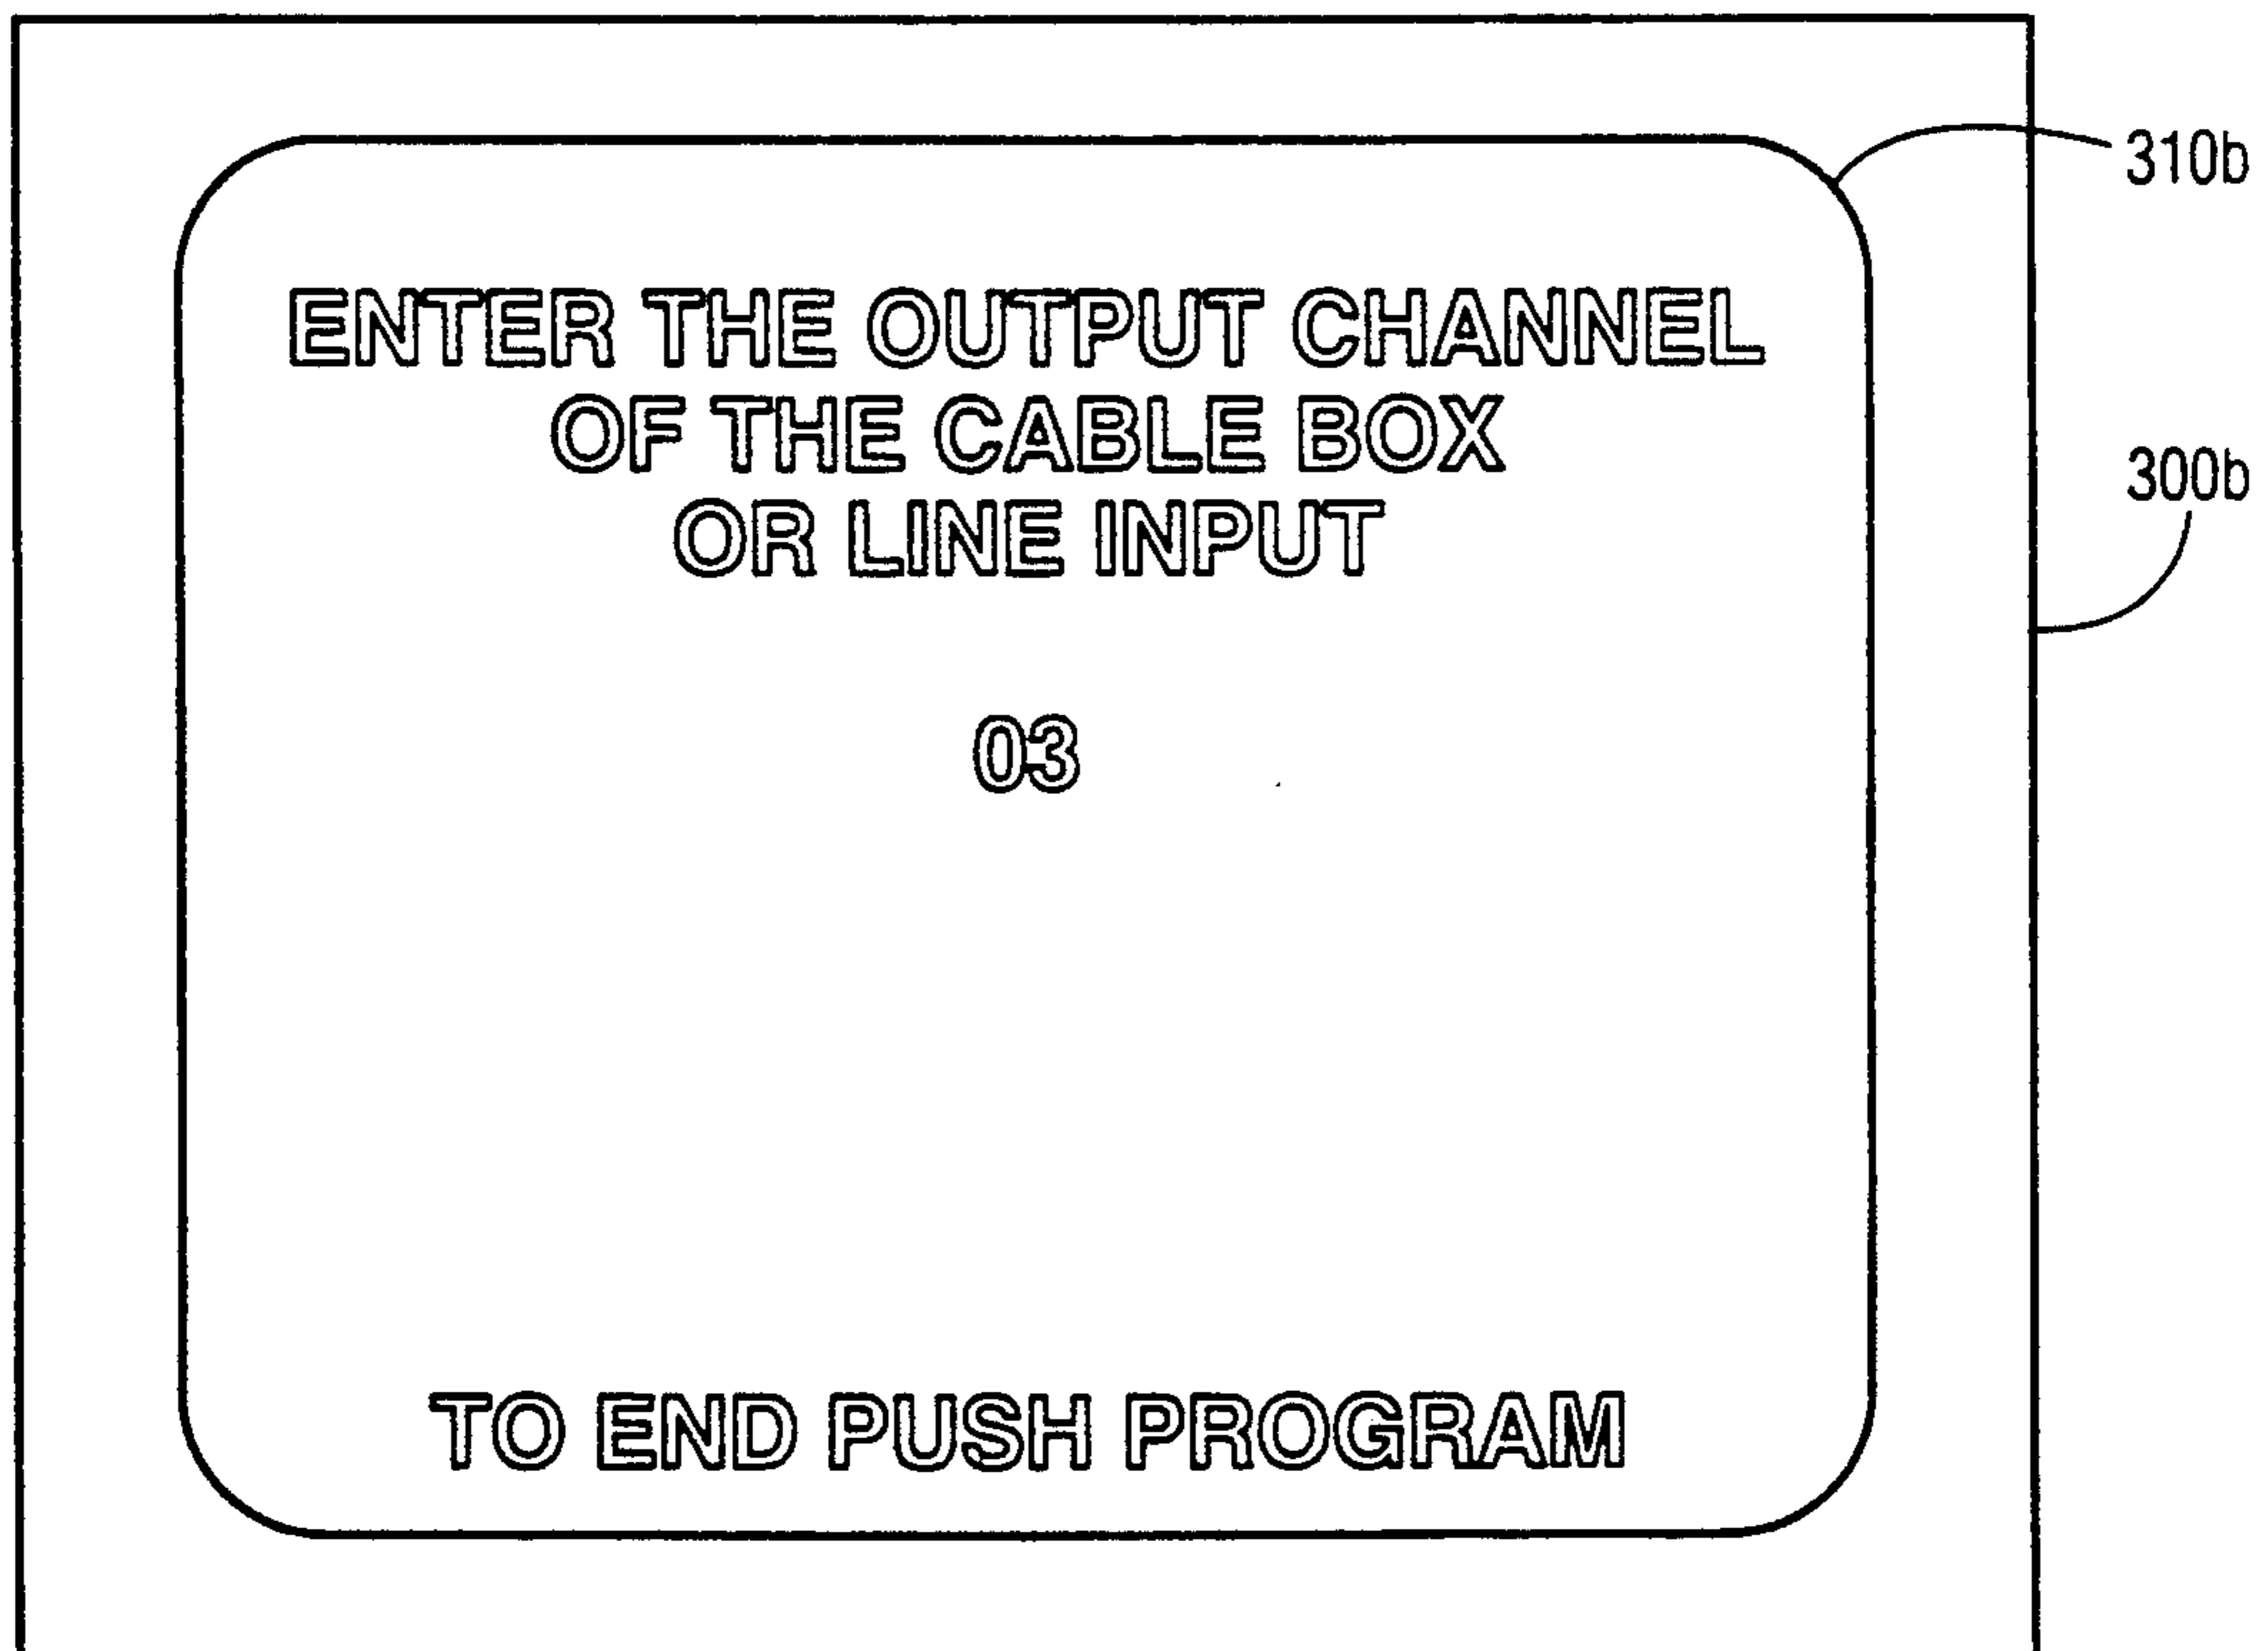 310b
300b
ENTER THE OUTPUT CHANNEL
OF THE CABLE BOX
OR LINE INPUT
03
TO END PUSH PROGRAM